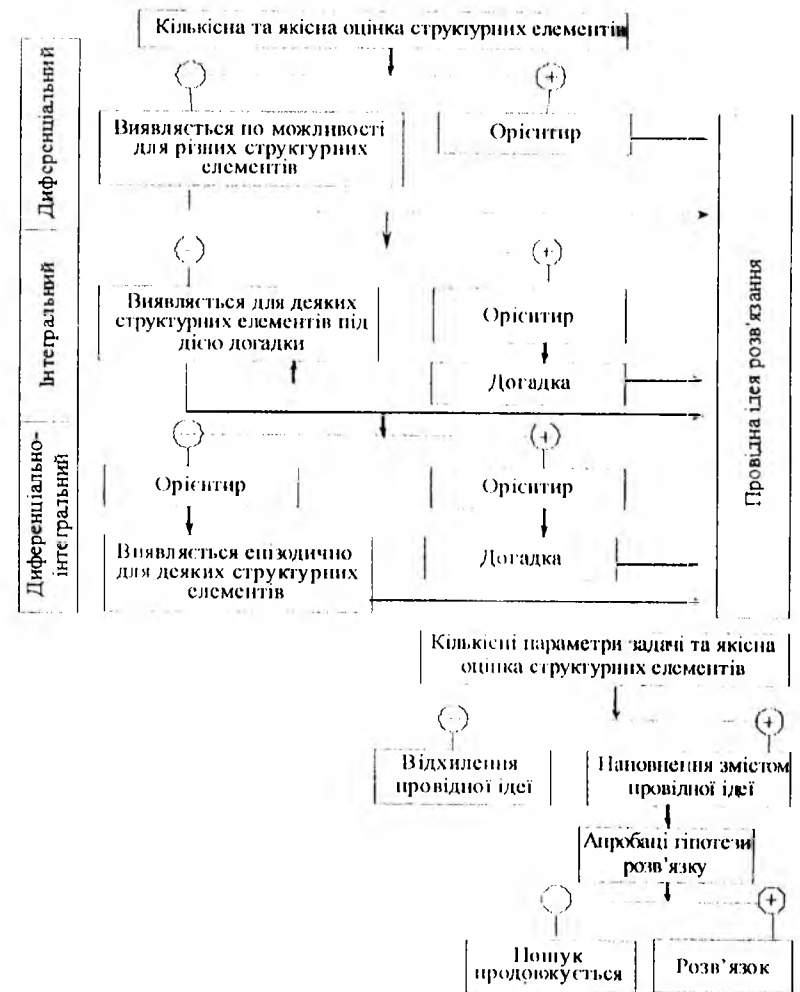 Кількісна та якісна оцінка структурних елементів
Диференціальний
−
+
Виявляється по можливості
для різних структурних
елементів
Орієнтир
Інтегральний
−
+
Виявляється для деяких
структурних елементів під
дією догадки
Орієнтир
Догадка
Диференціально-
інтегральний
−
+
Орієнтир
Орієнтир
Виявляється епізодично
для деяких структурних
елементів
Догадка
Провідна ідея розв'язання
Кількісні параметри задачі та якісна
оцінка структурних елементів
−
+
Відхилення
провідної ідеї
Наповнення змістом
провідної ідеї
Апробаці гіпотези
розв'язку
+
Пошук
продовжується
Розв'язок